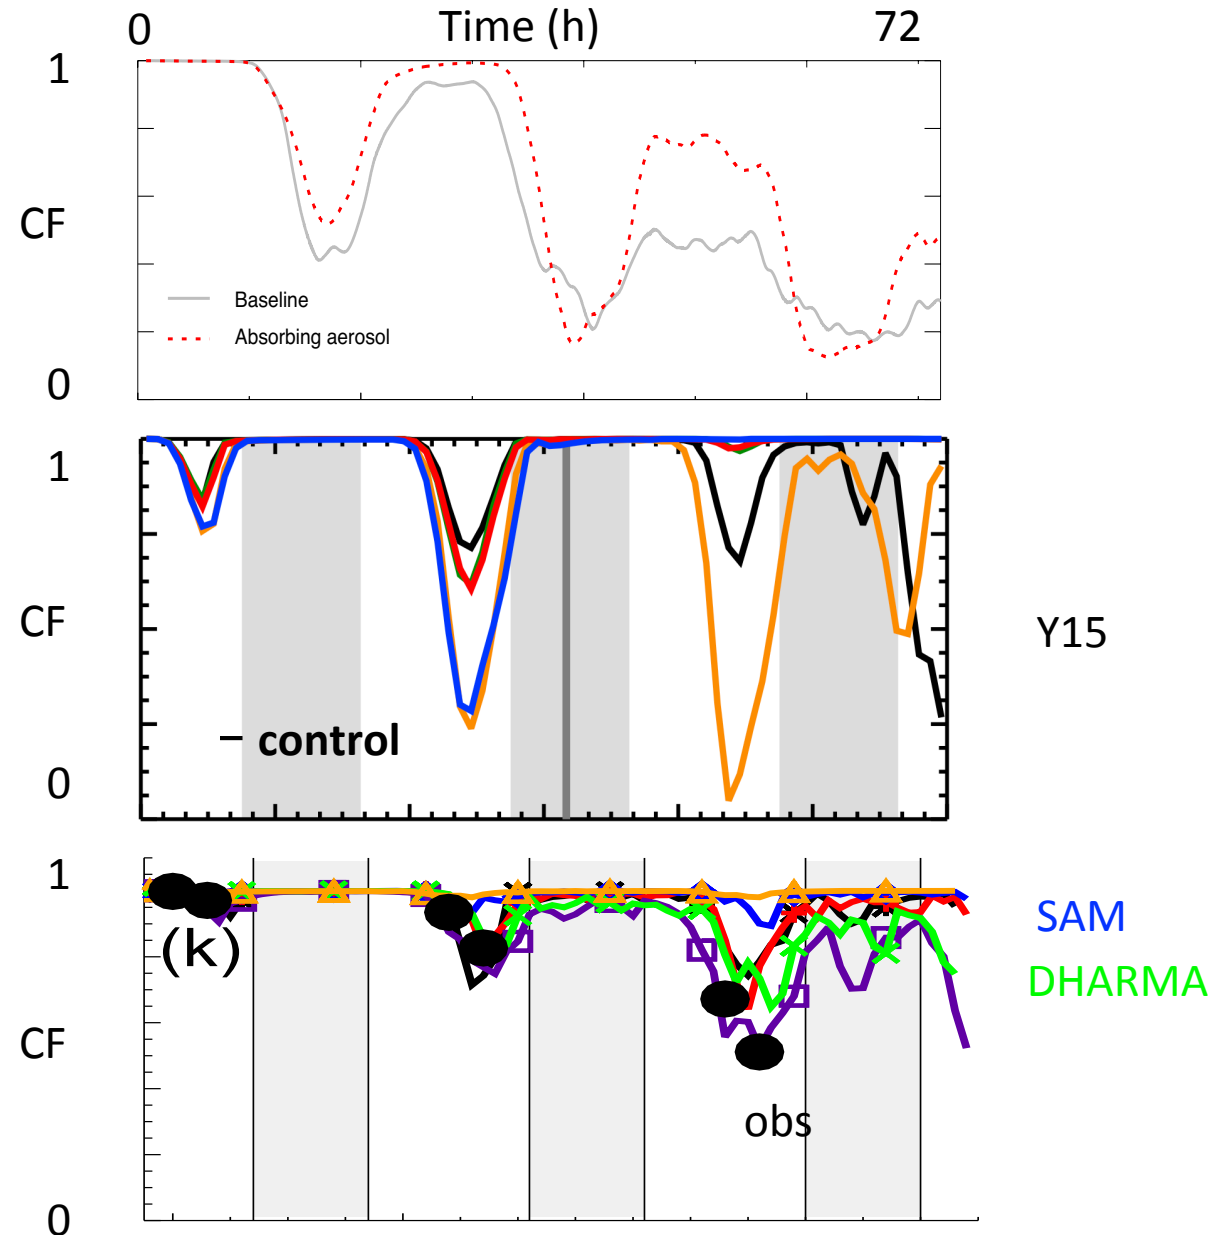 0 Time (h) 72
1
CF
Baseline
Absorbing aerosol
0
1
CF
Y15
– control
0
1
(k)
SAM
DHARMA
CF
obs
0